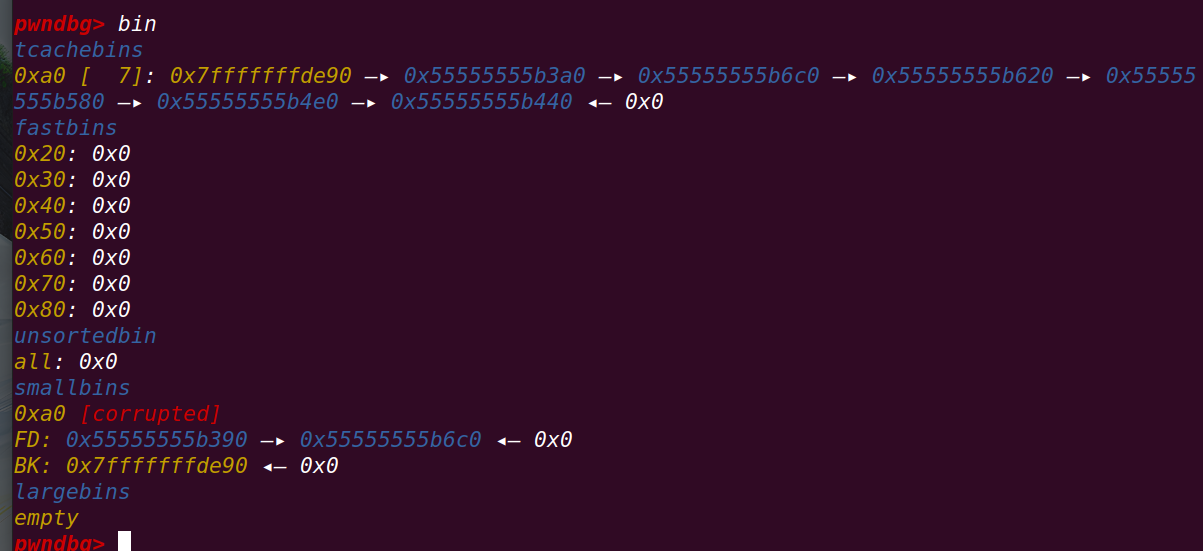 pwndbg> bin
tcachebins
0xa0 [  7]: 0x7fffffffde90 —▸ 0x55555555b3a0 —▸ 0x55555555b6c0 —▸ 0x55555555b620 —▸ 0x55555
555b580 —▸ 0x55555555b4e0 —▸ 0x55555555b440 ◂— 0x0
fastbins
0x20: 0x0
0x30: 0x0
0x40: 0x0
0x50: 0x0
0x60: 0x0
0x70: 0x0
0x80: 0x0
unsortedbin
all: 0x0
smallbins
0xa0 [corrupted]
FD: 0x55555555b390 —▸ 0x55555555b6c0 ◂— 0x0
BK: 0x7fffffffde90 ◂— 0x0
largebins
empty
pwndbg>